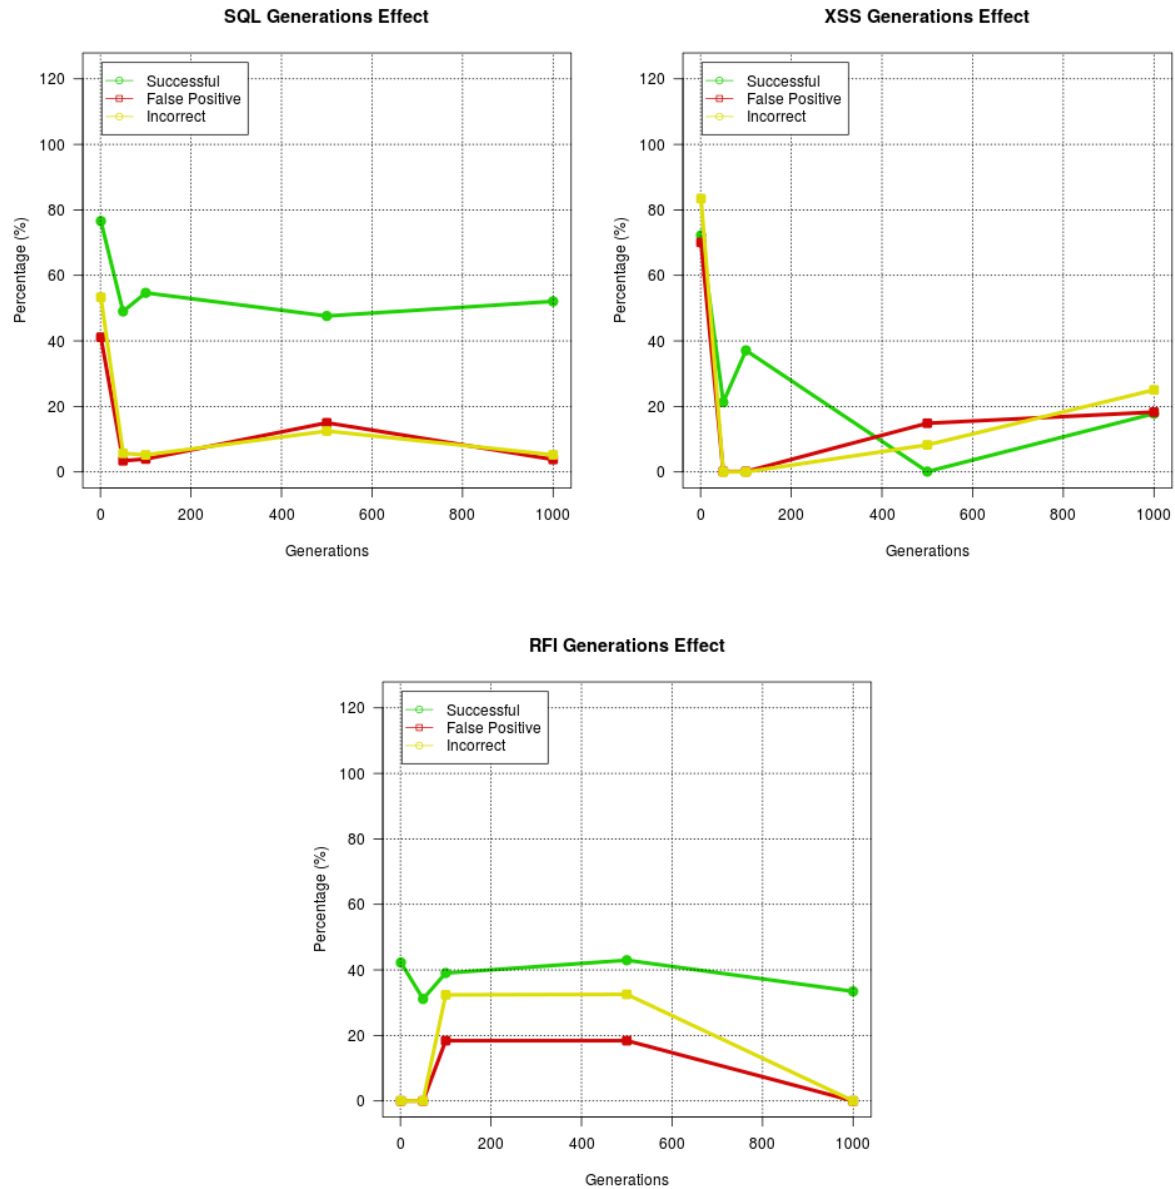 SQL Generations Effect
Successful
False Positive
Incorrect
120
100
80
60
40
20
0
Percentage (%)
0 200 400 600 800 1000
Generations
XSS Generations Effect
Successful
False Positive
Incorrect
120
100
80
60
40
20
0
Percentage (%)
0 200 400 600 800 1000
Generations
RFI Generations Effect
Successful
False Positive
Incorrect
120
100
80
60
40
20
0
Percentage (%)
0 200 400 600 800 1000
Generations